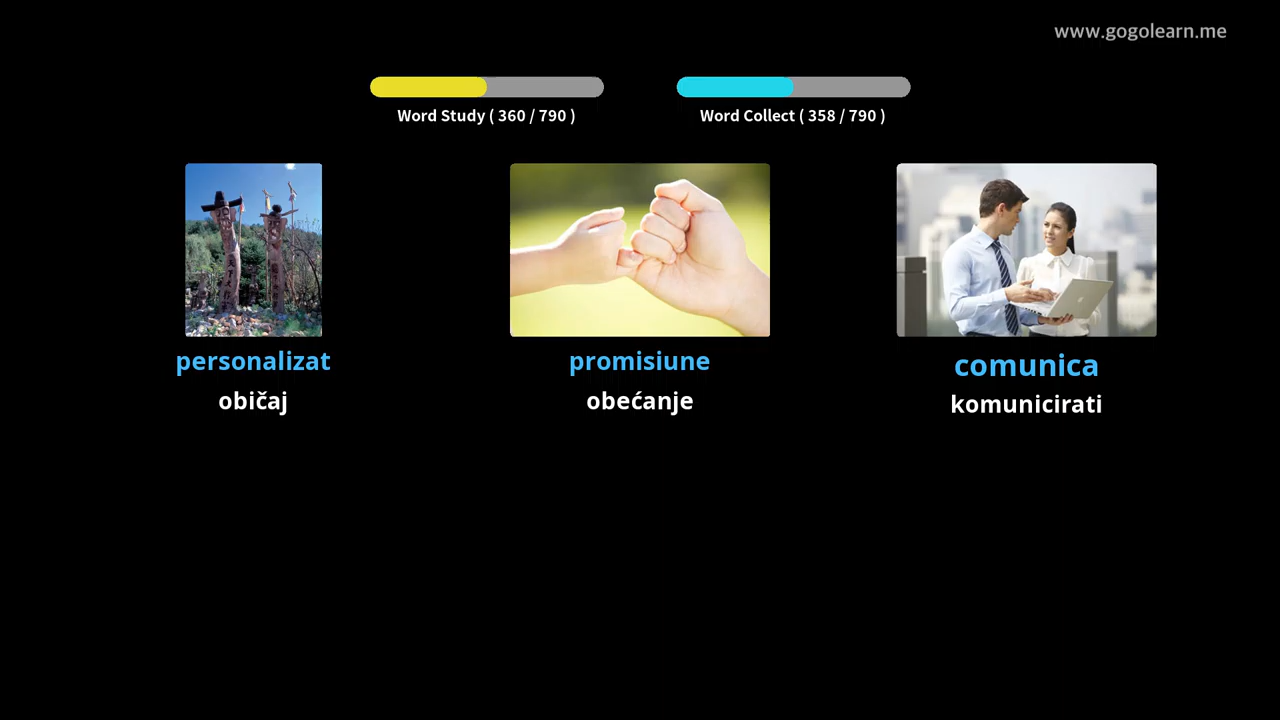 www.gogolearn.me
Word Study ( 360 / 790 )
Word Collect ( 358 / 790 )
personalizat
običaj
promisiune
obećanje
comunica
komunicirati